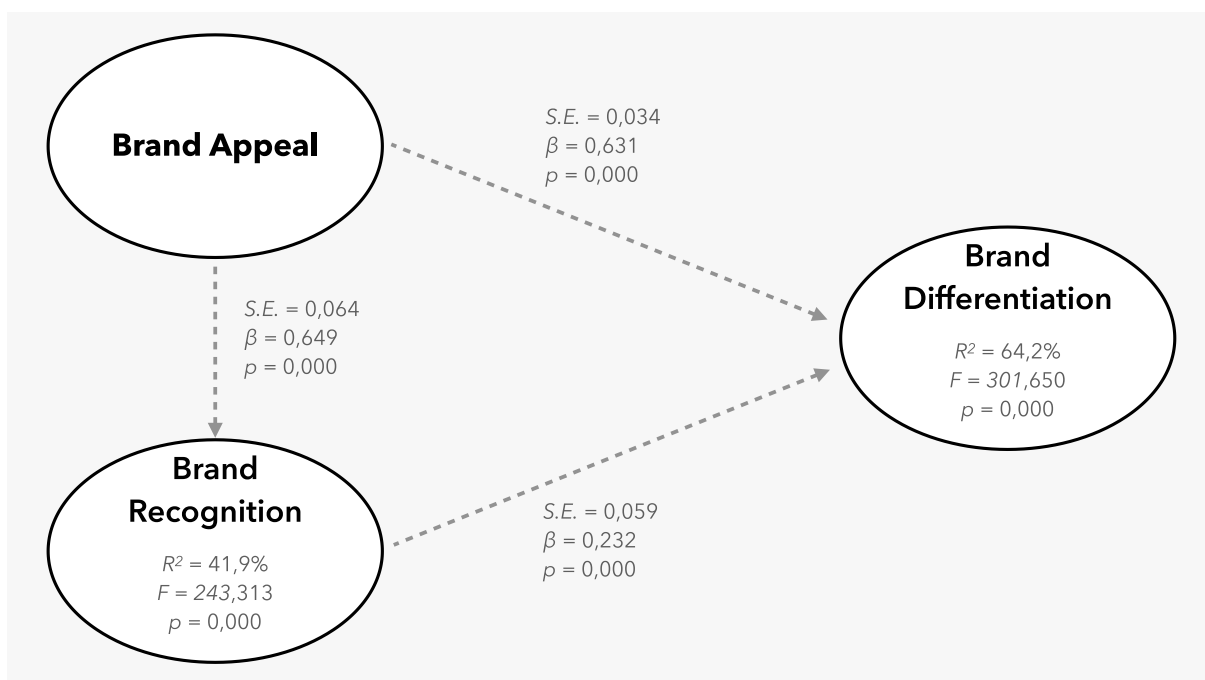 Brand Appeal
S.E. = 0,034
β = 0,631
p = 0,000
S.E. = 0,064
β = 0,649
p = 0,000
Brand
Differentiation
R² = 64,2%
F = 301,650
p = 0,000
Brand
Recognition
R² = 41,9%
F = 243,313
p = 0,000
S.E. = 0,059
β = 0,232
p = 0,000